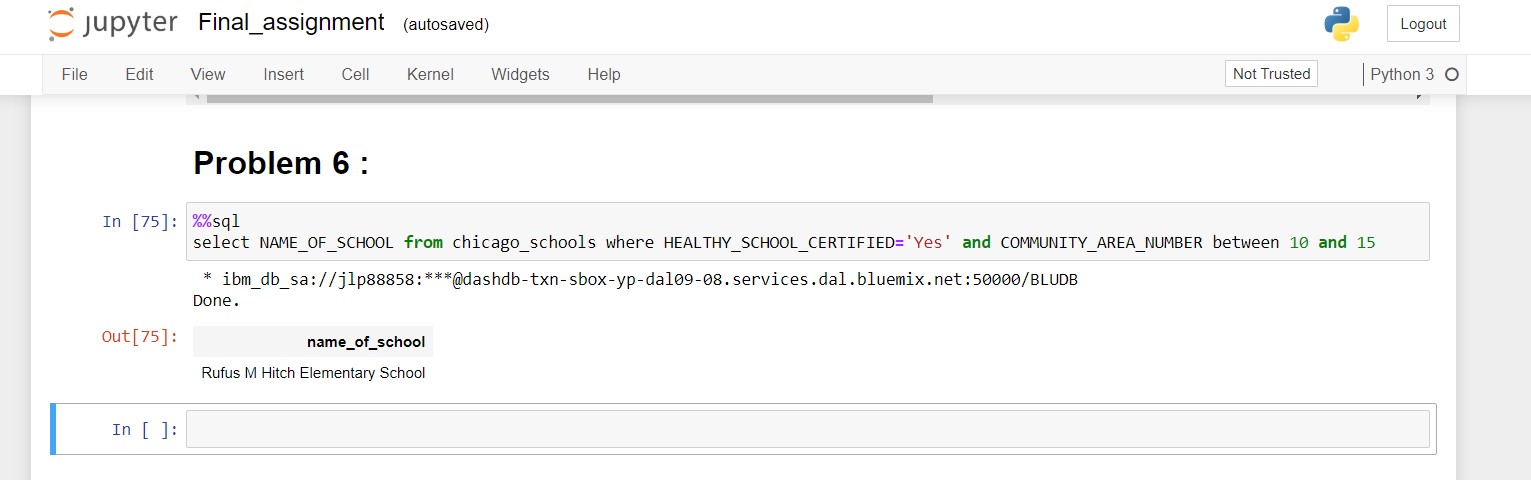 jupyter Final_assignment (autosaved) Logout
File Edit View Insert Cell Kernel Widgets Help Not Trusted Python 3
Problem 6 :
In [75]: %%sql
select NAME_OF_SCHOOL from chicago_schools where HEALTHY_SCHOOL_CERTIFIED='Yes' and COMMUNITY_AREA_NUMBER between 10 and 15
* ibm_db_sa://jlp88858:***@dashdb-txn-sbox-yp-dal09-08.services.dal.bluemix.net:50000/BLUDB
Done.
Out[75]: name_of_school
Rufus M Hitch Elementary School
In [ ]: